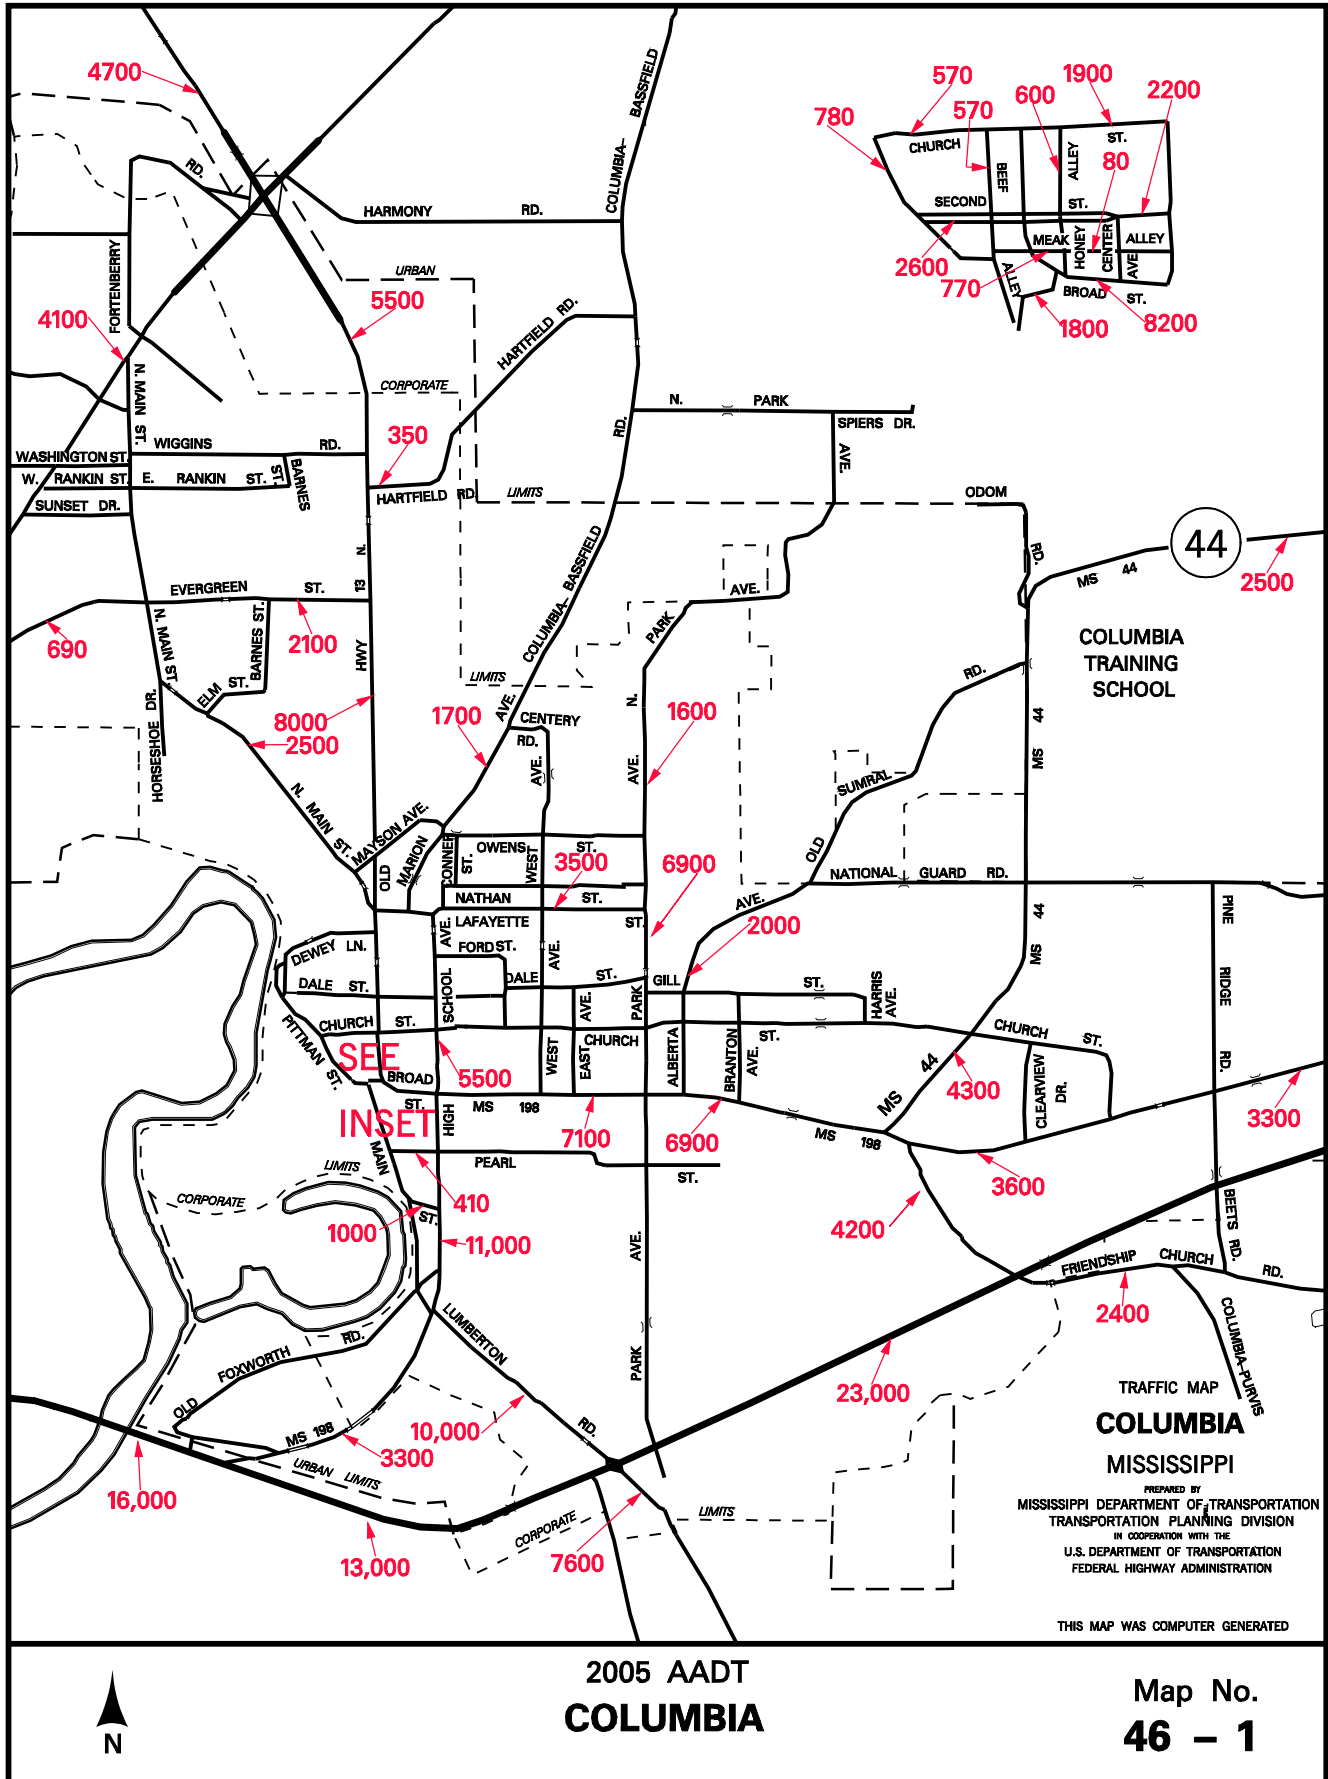 4700
COLUMBIA- BASSFIELD
570
1900
570
600
2200
780
ST.
CHURCH
ALLEY
80
BEEF
RD.
SECOND
ST.
HARMONY
RD.
MEAK
HONEY
CENTER
ALLEY
AVE.
2600
770
ALLEY
BROAD
ST.
1800
8200
URBAN
FORTENBERRY
5500
4100
HARTFIELD RD.
CORPORATE
N. MAIN ST.
N.
PARK
SPIERS DR.
RD.
AVE.
350
WIGGINS
RD.
WASHINGTON ST.
W.
RANKIN ST.
E.
RANKIN
ST.
ST.
BARNES
HARTFIELD RD.
LIMITS
ODOM
SUNSET DR.
RD.
44
MS 44
2500
N.
COLUMBIA- BASSFIELD
EVERGREEN
ST.
13
AVE.
690
N. MAIN ST.
BARNES ST.
2100
HWY
PARK
COLUMBIA
TRAINING
SCHOOL
LIMITS
RD.
ELM
ST.
HORSESHOE DR.
AVE.
N.
8000
2500
1700
CENTERY
RD.
1600
44
MS
AVE.
AVE.
SUMRAL
N. MAIN ST.
MAYSON AVE.
MARION
CONNER
ST.
OWENS
ST.
WEST
3500
6900
OLD
OLD
NATHAN
ST.
NATIONAL
GUARD
RD.
AVE.
2000
PINE
44
LAFAYETTE
ST.
DEWEY LN.
AVE.
FORD ST.
AVE.
MS
DALE
ST.
SCHOOL
DALE
ST.
GILL
ST.
HARRIS
AVE.
RIDGE
PITTMAN ST.
CHURCH
ST.
AVE.
PARK
CHURCH
ST.
CHURCH
ST.
SEE
BROAD
5500
WEST
EAST
ALBERTA
BRANTON
AVE.
MS 44
4300
CLEARVIEW
DR.
RD.
3300
ST.
INSET
HIGH
MS 198
7100
6900
MS 198
MAIN
PEARL
ST.
LIMITS
CORPORATE
410
3600
1000
ST.
11,000
4200
AVE.
BEETS RD.
FRIENDSHIP
CHURCH
RD.
2400
COLUMBIA-PURVIS
LUMBERTON
FOXWORTH
RD.
PARK
23,000
TRAFFIC MAP
COLUMBIA
MISSISSIPPI
OLD
10,000
RD.
MS 198
3300
URBAN LIMITS
16,000
PREPARED BY
MISSISSIPPI DEPARTMENT OF TRANSPORTATION
TRANSPORTATION PLANNING DIVISION
IN COOPERATION WITH THE
U.S. DEPARTMENT OF TRANSPORTATION
FEDERAL HIGHWAY ADMINISTRATION
CORPORATE
LIMITS
13,000
7600
THIS MAP WAS COMPUTER GENERATED
2005 AADT
COLUMBIA
Map No.
46 – 1
N